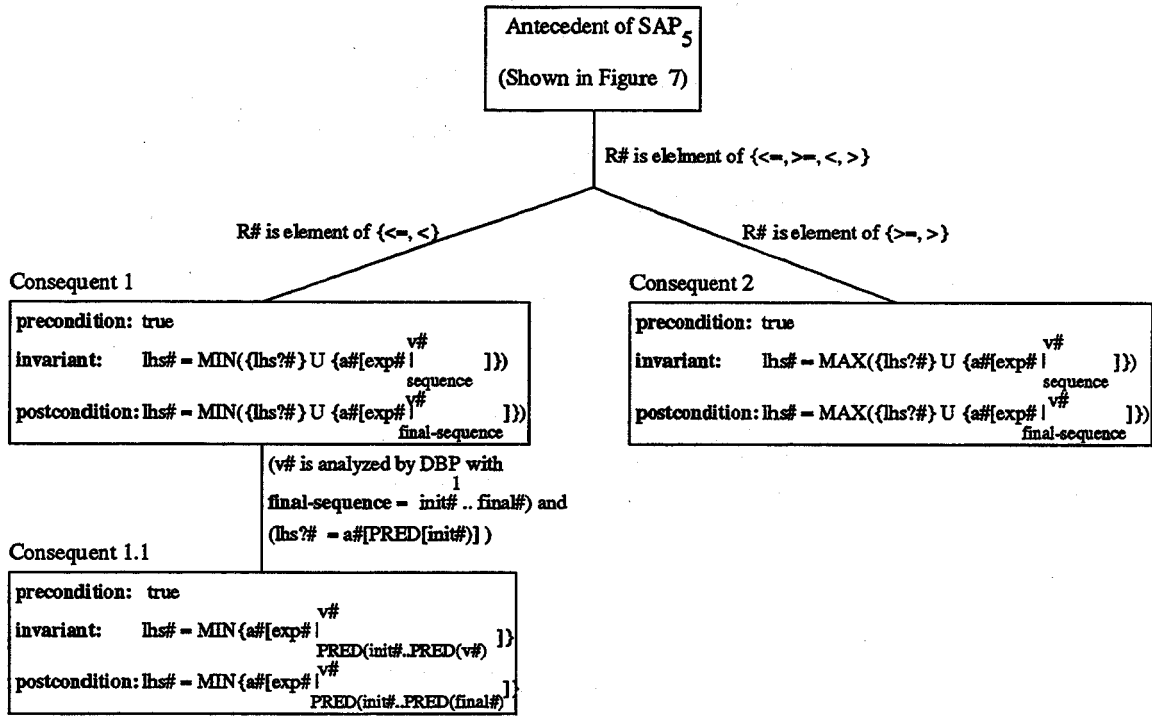 Antecedent of SAP5
(Shown in Figure 7)
R# is elelment of {<=, >=, <, >}
R# is element of {<=, <}
R# is element of {>=, >}
Consequent 1
precondition: true
invariant: lhs# = MIN({lhs?#} U {a#[exp# | v# sequence ]})
postcondition: lhs# = MIN({lhs?#} U {a#[exp# | v# final-sequence ]})
Consequent 2
precondition: true
invariant: lhs# = MAX({lhs?#} U {a#[exp# | v# sequence ]})
postcondition: lhs# = MAX({lhs?#} U {a#[exp# | v# final-sequence ]})
(v# is analyzed by DBP with
1
final-sequence = init# .. final#) and
(lhs?# = a#[PRED[init#)] )
Consequent 1.1
precondition: true
invariant: lhs# = MIN{a#[exp# | v# PRED(init#..PRED(v#) ]}
postcondition: lhs# = MIN{a#[exp# | v# PRED(init#..PRED(final#) ]}